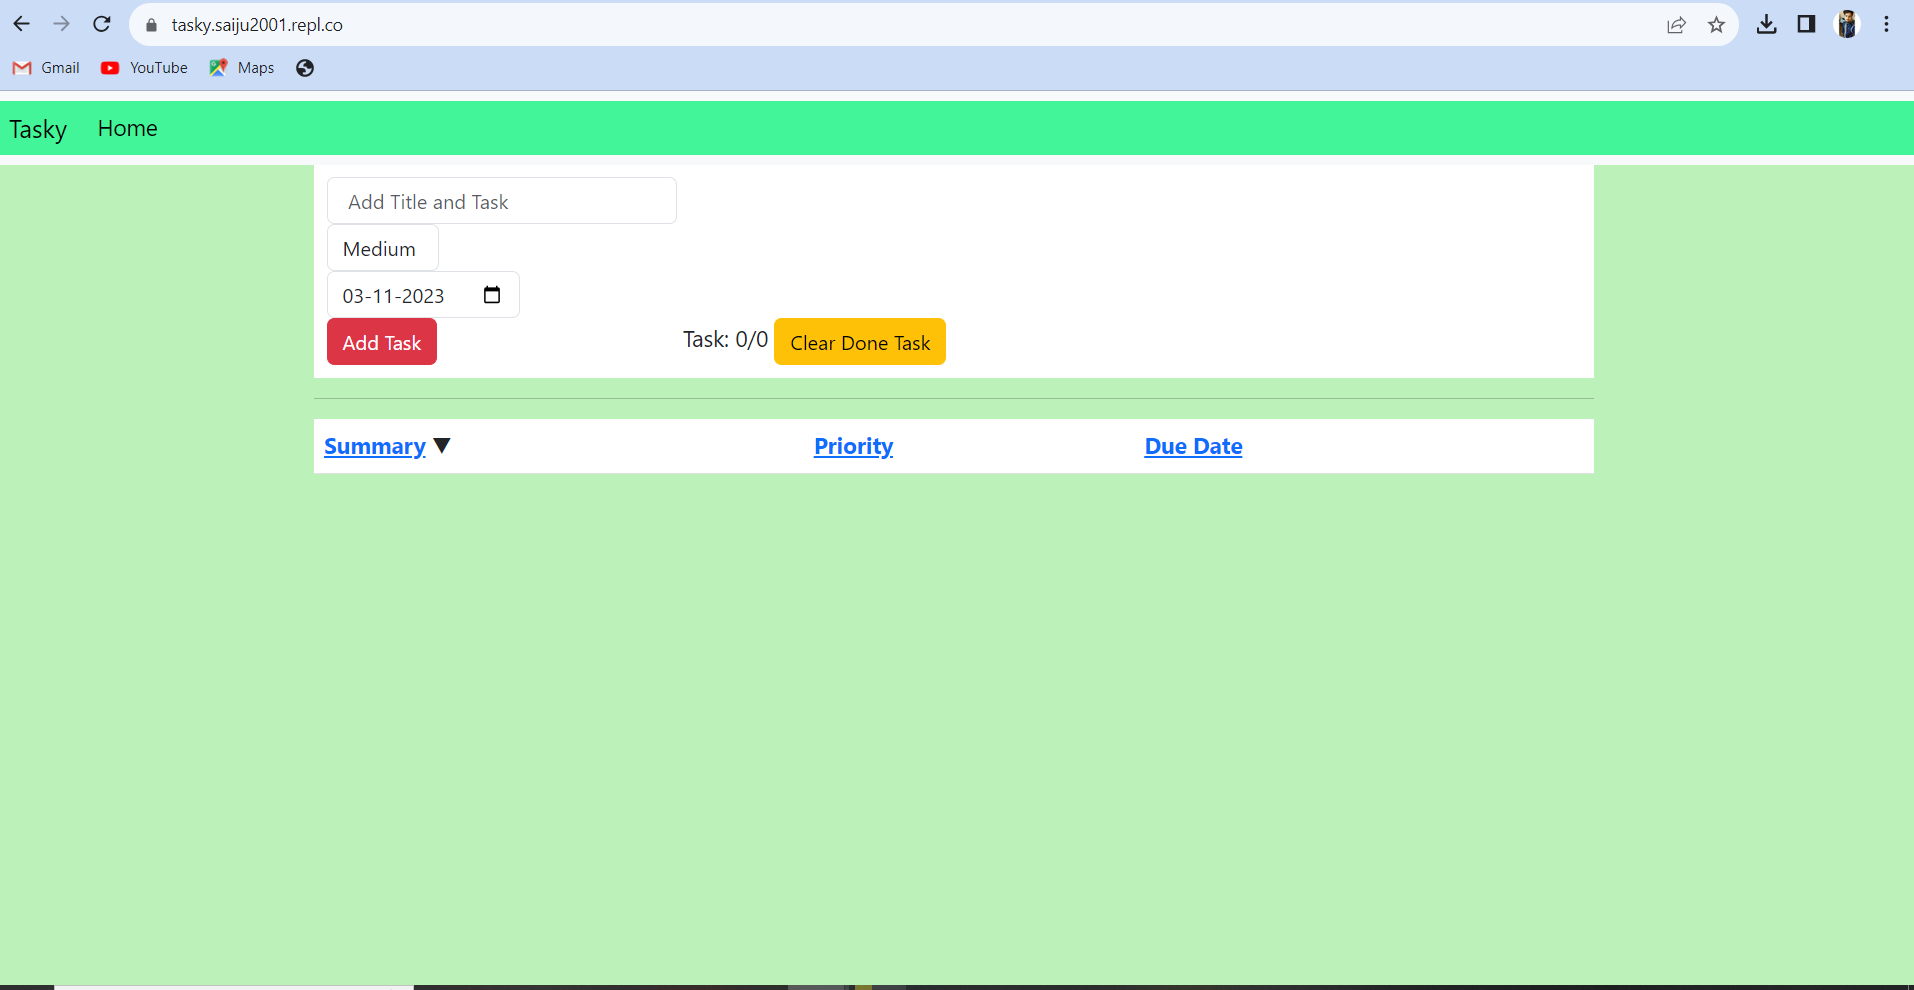 tasky.saiju2001.repl.co
Gmail YouTube Maps
Tasky Home
Add Title and Task
Medium
03-11-2023
Add Task Task: 0/0 Clear Done Task
Summary ▼ Priority Due Date